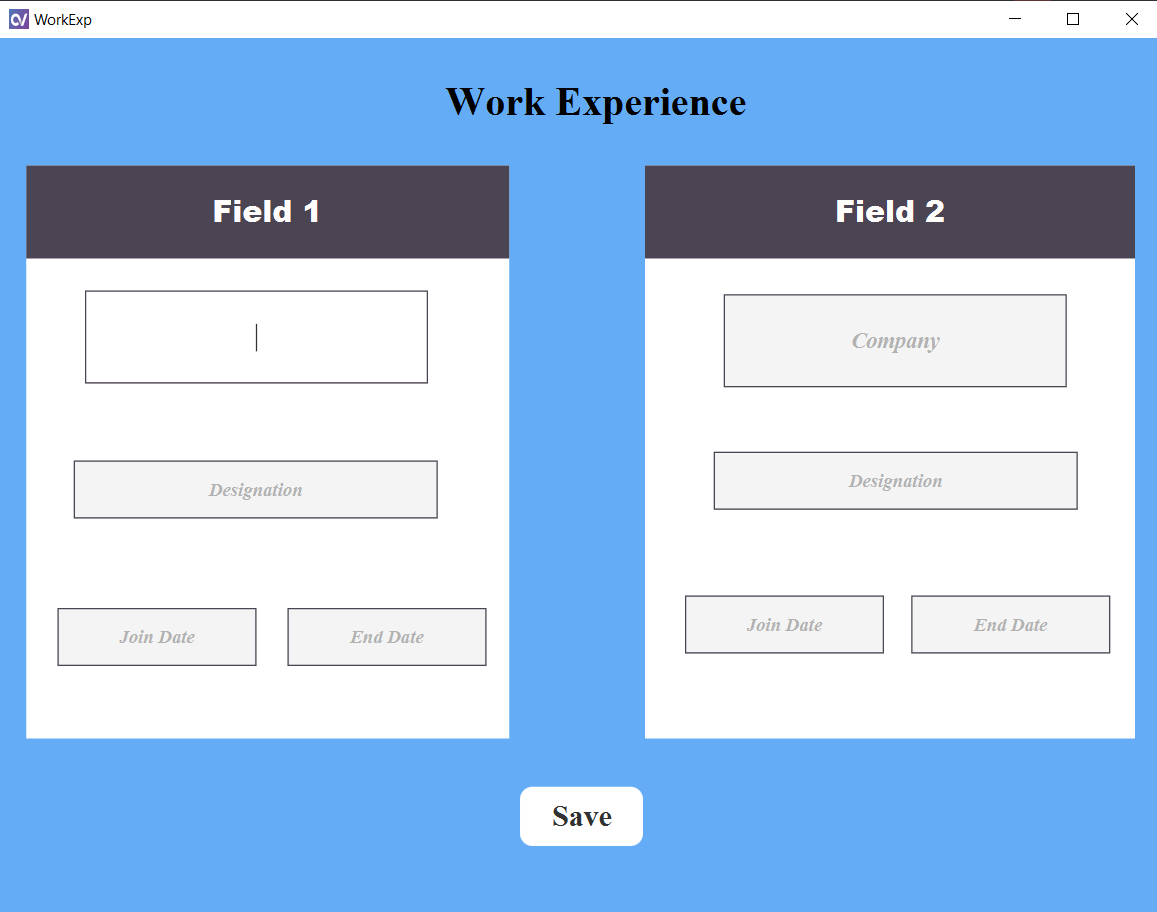 WorkExp
Work Experience
Field 1
Designation
Join Date
End Date
Field 2
Company
Designation
Join Date
End Date
Save